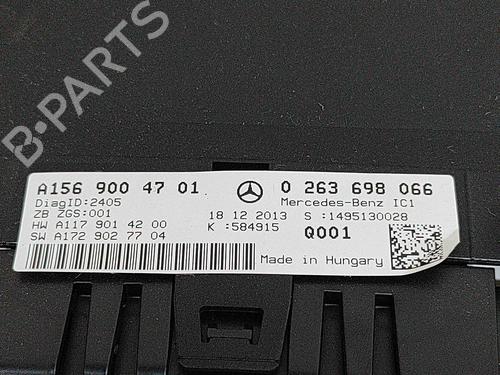 B-PARTS
A156 900 47 01
0 263 698 066
DiagID:2405
Mercedes-Benz IC1
ZB ZGS:001
18 12 2013
S :1495130028
HW A117 901 42 00
K :584915
Q001
SW A172 902 77 04
Made in Hungary